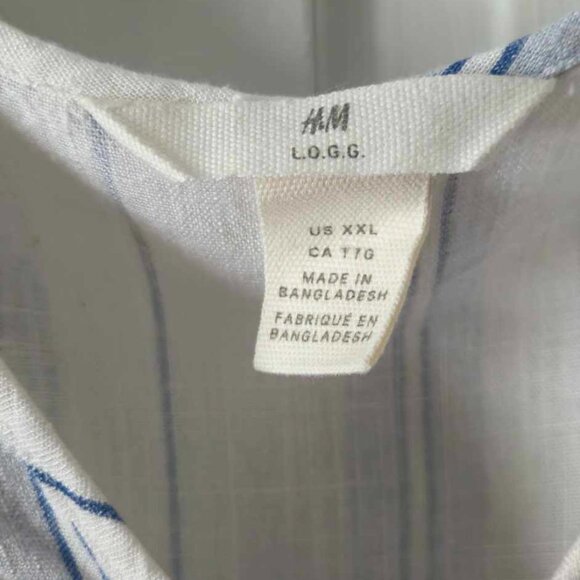 H&M
L.O.G.G.
US XXL
CA TTG
MADE IN
BANGLADESH
FABRIQUÉ EN
BANGLADESH